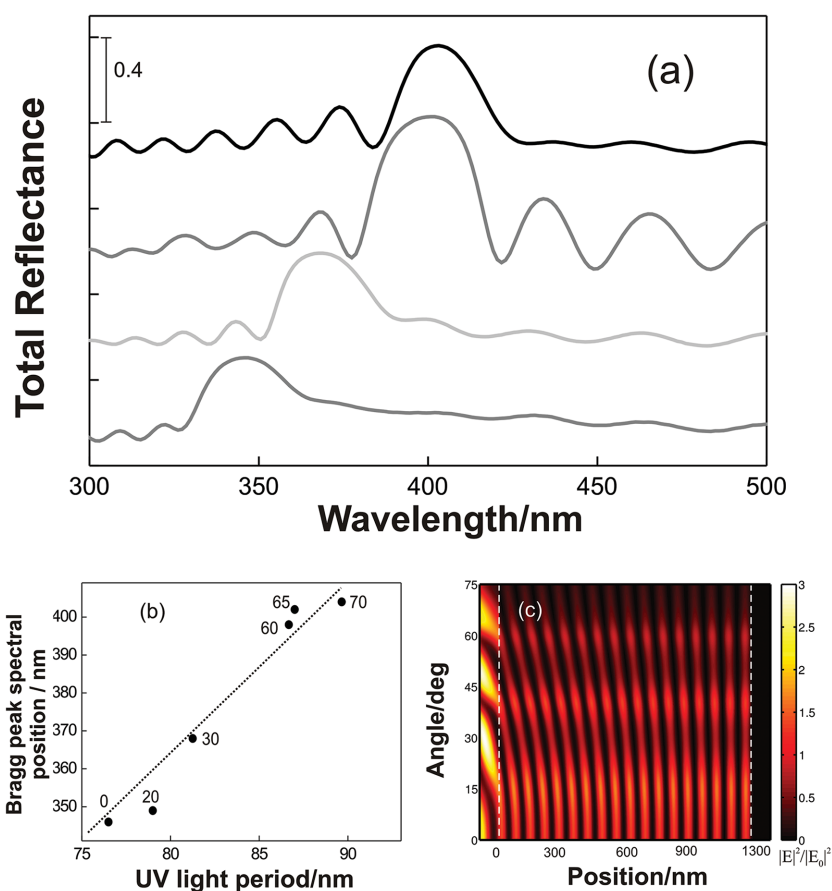 0.4
(a)
Total Reflectance
300 350 400 450 500
Wavelength/nm
(b)
400
390
380
370
360
350
65
70
60
30
20
0
75 80 85 90
Bragg peak spectral
position / nm
UV light period/nm
(c)
75
60
45
30
15
0
Angle/deg
0 300 600 900 1300
Position/nm
3
2.5
2
1.5
1
0.5
0
|E|²/|E₀|²